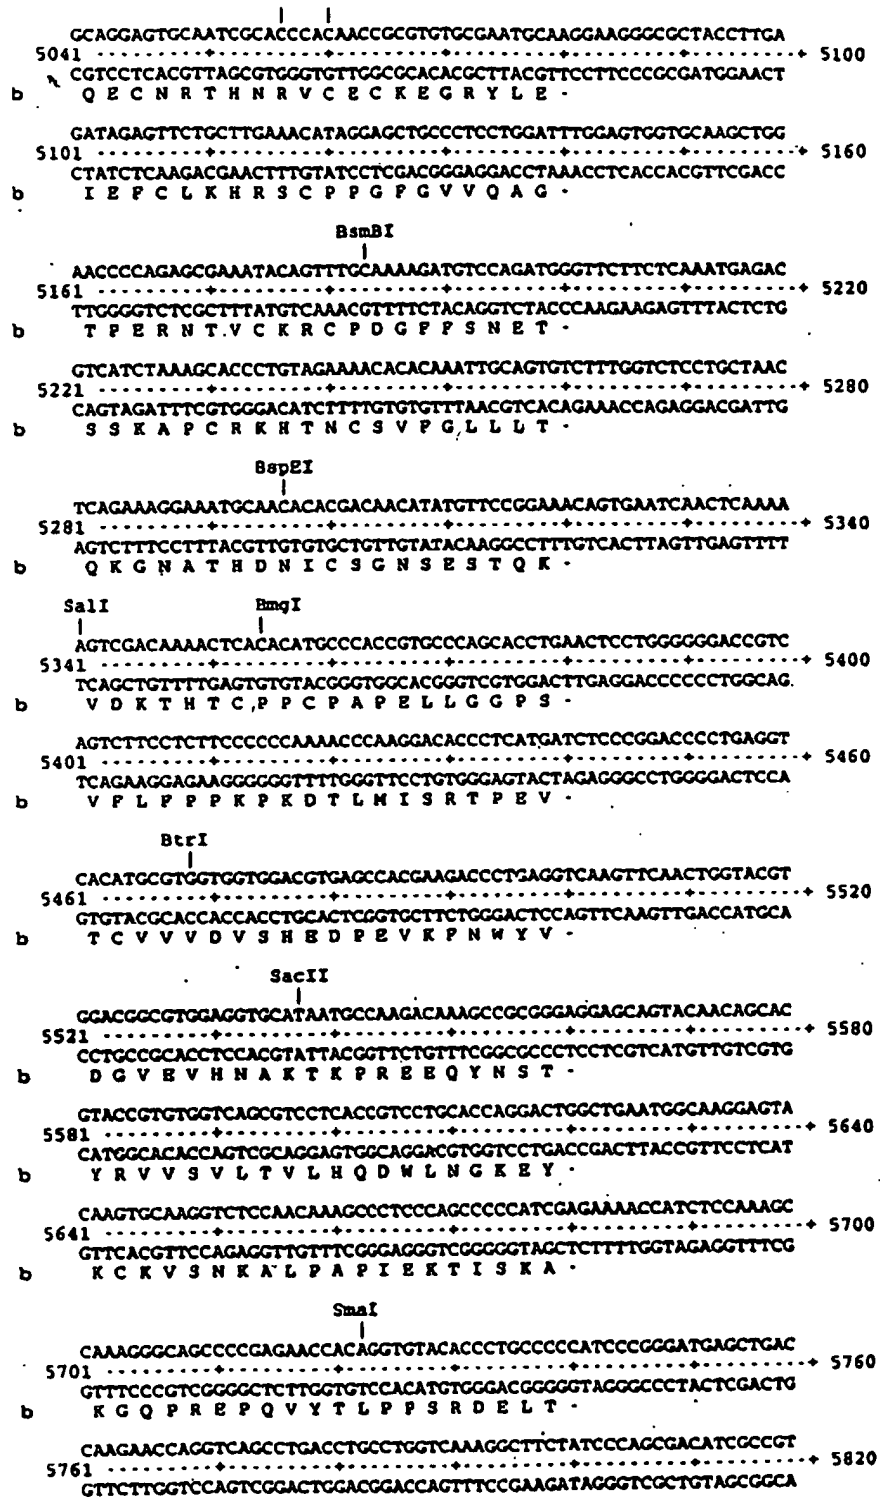 GCAGGAGTGCAATCGCACCCACAACCGCGTGTGCGAATGCAAGGAAGGGCGCTACCTTGA
5041 ---------+---------+---------+---------+---------+---------+ 5100
CGTCCTCACGTTAGCGTGGGTGTTGGCGCACACGCTTACGTTCCTTCCCGCGATGGAACT
b Q E C N R T H N R V C E C K E G R Y L E -
GATAGAGTTCTGCTTGAAACATAGGAGCTGCCCTCCTGGATTTGGAGTGGTGCAAGCTGG
5101 ---------+---------+---------+---------+---------+---------+ 5160
CTATCTCAAGACGAACTTTGTATCCTCGACGGGAGGACCTAAACCTCACCACGTTCGACC
b I E F C L K H R S C P P G F G V V Q A G -
BsmBI
AACCCCAGAGCGAAATACAGTTTGCAAAAGATGTCCAGATGGGTTCTTCTCAAATGAGAC
5161 ---------+---------+---------+---------+---------+---------+ 5220
TTGGGGTCTCGCTTTATGTCAAACGTTTTCTACAGGTCTACCCAAGAAGAGTTTACTCTG
b T P E R N T V C K R C P D G F F S N E T -
GTCATCTAAAGCACCCTGTAGAAAACACACAAATTGCAGTGTCTTTGGTCTCCTGCTAAC
5221 ---------+---------+---------+---------+---------+---------+ 5280
CAGTAGATTTCGTGGGACATCTTTTGTGTGTTTAACGTCACAGAAACCAGAGGACGATTG
b S S K A P C R K H T N C S V F G L L L T -
BspEI
TCAGAAAGGAAATGCAACACACGACAACATATGTTCCGGAAACAGTGAATCAACTCAAAA
5281 ---------+---------+---------+---------+---------+---------+ 5340
AGTCTTTCCTTTACGTTGTGTGCTGTTGTATACAAGGCCTTTGTCACTTAGTTGAGTTTT
b Q K G N A T H D N I C S G N S E S T Q K -
SalI BmgI
AGTCGACAAAACTCACACATGCCCACCGTGCCCAGCACCTGAACTCCTGGGGGGACCGTC
5341 ---------+---------+---------+---------+---------+---------+ 5400
TCAGCTGTTTTGAGTGTGTACGGGTGGCACGGGTCGTGGACTTGAGGACCCCCCTGGCAG
b V D K T H T C P P C P A P E L L G G P S -
AGTCTTCCTCTTCCCCCCAAAACCCAAGGACACCCTCATGATCTCCCGGACCCCTGAGGT
5401 ---------+---------+---------+---------+---------+---------+ 5460
TCAGAAGGAGAAGGGGGGTTTTGGGTTCCTGTGGGAGTACTAGAGGGCCTGGGGACTCCA
b V F L F P P K P K D T L M I S R T P E V -
BtrI
CACATGCGTGGTGGTGGACGTGAGCCACGAAGACCCTGAGGTCAAGTTCAACTGGTACGT
5461 ---------+---------+---------+---------+---------+---------+ 5520
GTGTACGCACCACCACCTGCACTCGGTGCTTCTGGGACTCCAGTTCAAGTTGACCATGCA
b T C V V V D V S H E D P E V K F N W Y V -
SacII
GGACGGCGTGGAGGTGCATAATGCCAAGACAAAGCCGCGGGAGGAGCAGTACAACAGCAC
5521 ---------+---------+---------+---------+---------+---------+ 5580
CCTGCCGCACCTCCACGTATTACGGTTCTGTTTCGGCGCCCTCCTCGTCATGTTGTCGTG
b D G V E V H N A K T K P R E E Q Y N S T -
GTACCGTGTGGTCAGCGTCCTCACCGTCCTGCACCAGGACTGGCTGAATGGCAAGGAGTA
5581 ---------+---------+---------+---------+---------+---------+ 5640
CATGGCACACCAGTCGCAGGAGTGGCAGGACGTGGTCCTGACCGACTTACCGTTCCTCAT
b Y R V V S V L T V L H Q D W L N G K E Y -
CAAGTGCAAGGTCTCCAACAAAGCCCTCCCAGCCCCCATCGAGAAAACCATCTCCAAAGC
5641 ---------+---------+---------+---------+---------+---------+ 5700
GTTCACGTTCCAGAGGTTGTTTCGGGAGGGTCGGGGGTAGCTCTTTTGGTAGAGGTTTCG
b K C K V S N K A L P A P I E K T I S K A -
SmaI
CAAAGGGCAGCCCCGAGAACCACAGGTGTACACCCTGCCCCCATCCCGGGATGAGCTGAC
5701 ---------+---------+---------+---------+---------+---------+ 5760
GTTTCCCGTCGGGGCTCTTGGTGTCCACATGTGGGACGGGGGTAGGGCCCTACTCGACTG
b K G Q P R E P Q V Y T L P P S R D E L T -
CAAGAACCAGGTCAGCCTGACCTGCCTGGTCAAAGGCTTCTATCCCAGCGACATCGCCGT
5761 ---------+---------+---------+---------+---------+---------+ 5820
GTTCTTGGTCCAGTCGGACTGGACGGACCAGTTTCCGAAGATAGGGTCGCTGTAGCGGCA